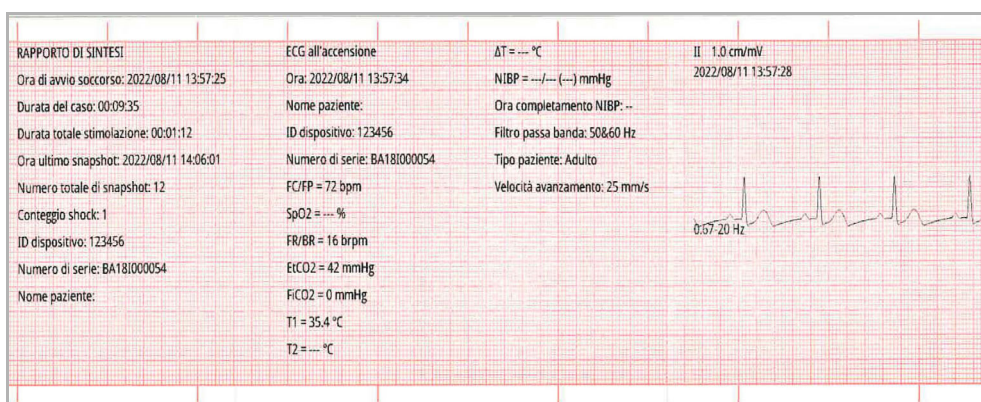 RAPPORTO DI SINTESI
Ora di avvio soccorso: 2022/08/11 13:57:25
Durata del caso: 00:09:35
Durata totale stimolazione: 00:01:12
Ora ultimo snapshot: 2022/08/11 14:06:01
Numero totale di snapshot: 12
Conteggio shock: 1
ID dispositivo: 123456
Numero di serie: BA18I000054
Nome paziente:
ECG all'accensione
Ora: 2022/08/11 13:57:34
Nome paziente:
ID dispositivo: 123456
Numero di serie: BA18I000054
FC/FP = 72 bpm
SpO2 = --- %
FR/BR = 16 brpm
EtCO2 = 42 mmHg
FiCO2 = 0 mmHg
T1 = 35.4 °C
T2 = --- °C
ΔT = --- °C
NIBP = ---/--- (---) mmHg
Ora completamento NIBP: --
Filtro passa banda: 50&60 Hz
Tipo paziente: Adulto
Velocità avanzamento: 25 mm/s
II 1.0 cm/mV
2022/08/11 13:57:28
0.67-20 Hz